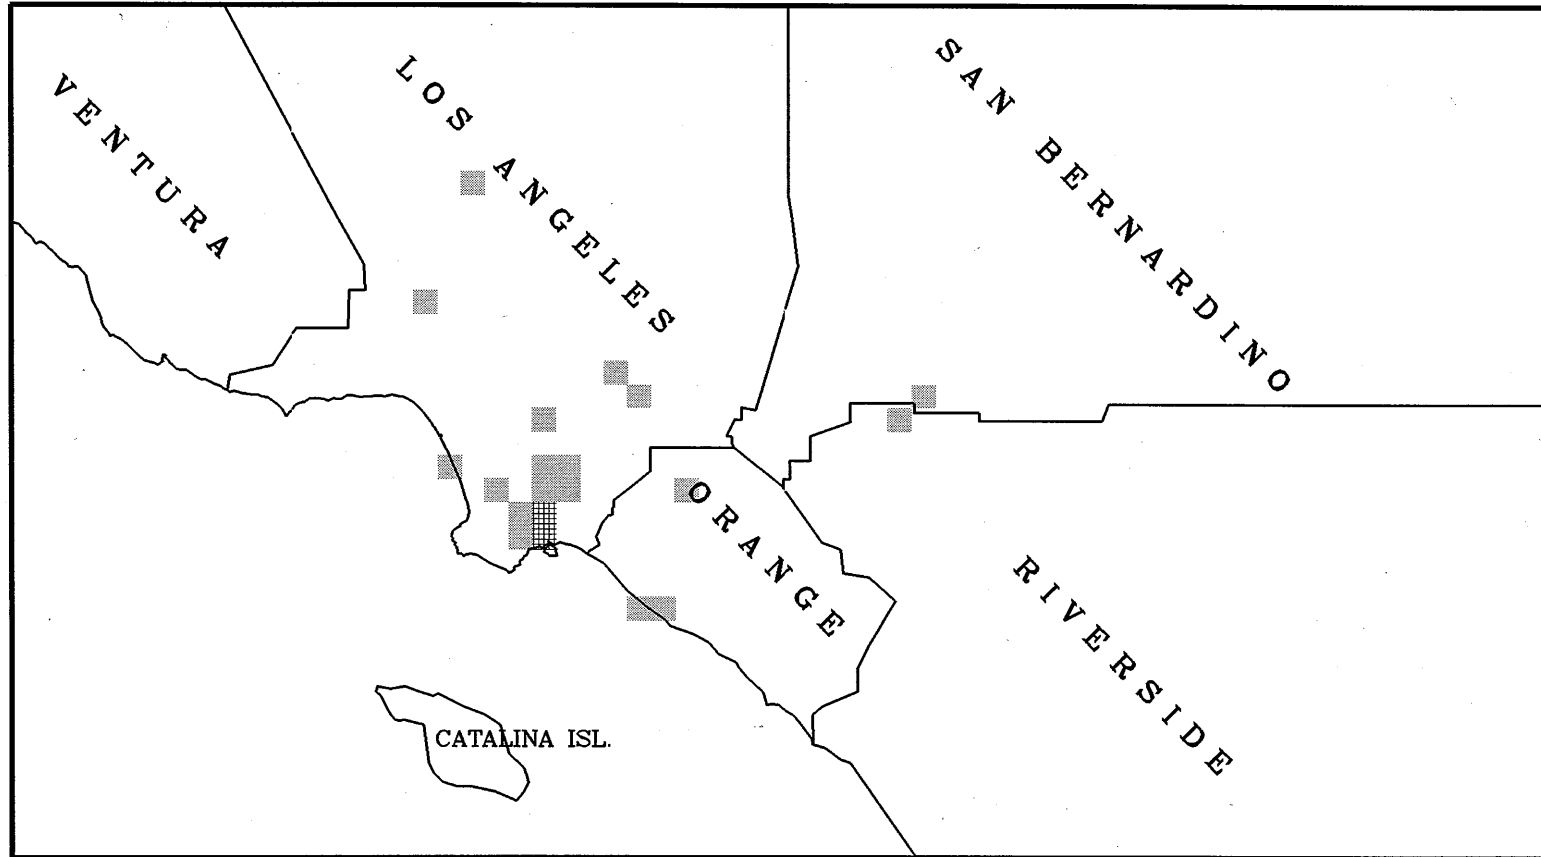 VENTURA
LOS ANGELES
SAN BERNARDINO
ORANGE
RIVERSIDE
CATALINA ISL.